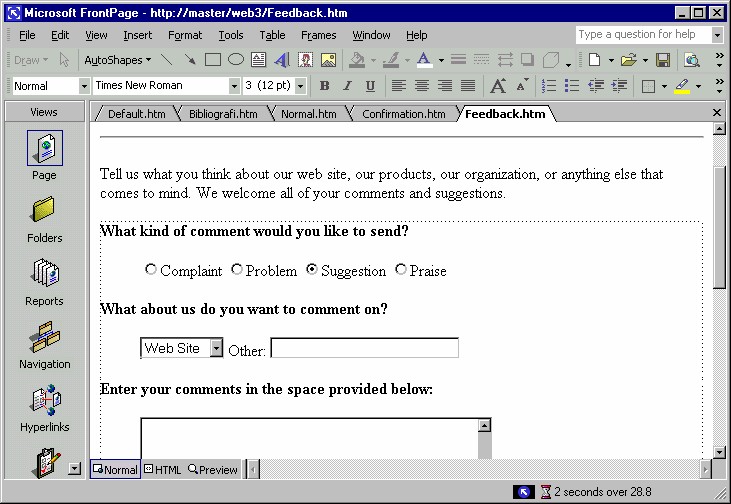 Microsoft FrontPage - http://master/web3/Feedback.htm
File Edit View Insert Format Tools Table Frames Window Help Type a question for help
Draw AutoShapes
Normal Times New Roman 3 (12 pt) B I U
Views Default.htm Bibliografi.htm Normal.htm Confirmation.htm Feedback.htm
Page
Folders
Reports
Navigation
Hyperlinks
Tell us what you think about our web site, our products, our organization, or anything else that
comes to mind. We welcome all of your comments and suggestions.
What kind of comment would you like to send?
Complaint Problem Suggestion Praise
What about us do you want to comment on?
Web Site Other:
Enter your comments in the space provided below:
Normal HTML Preview
2 seconds over 28.8